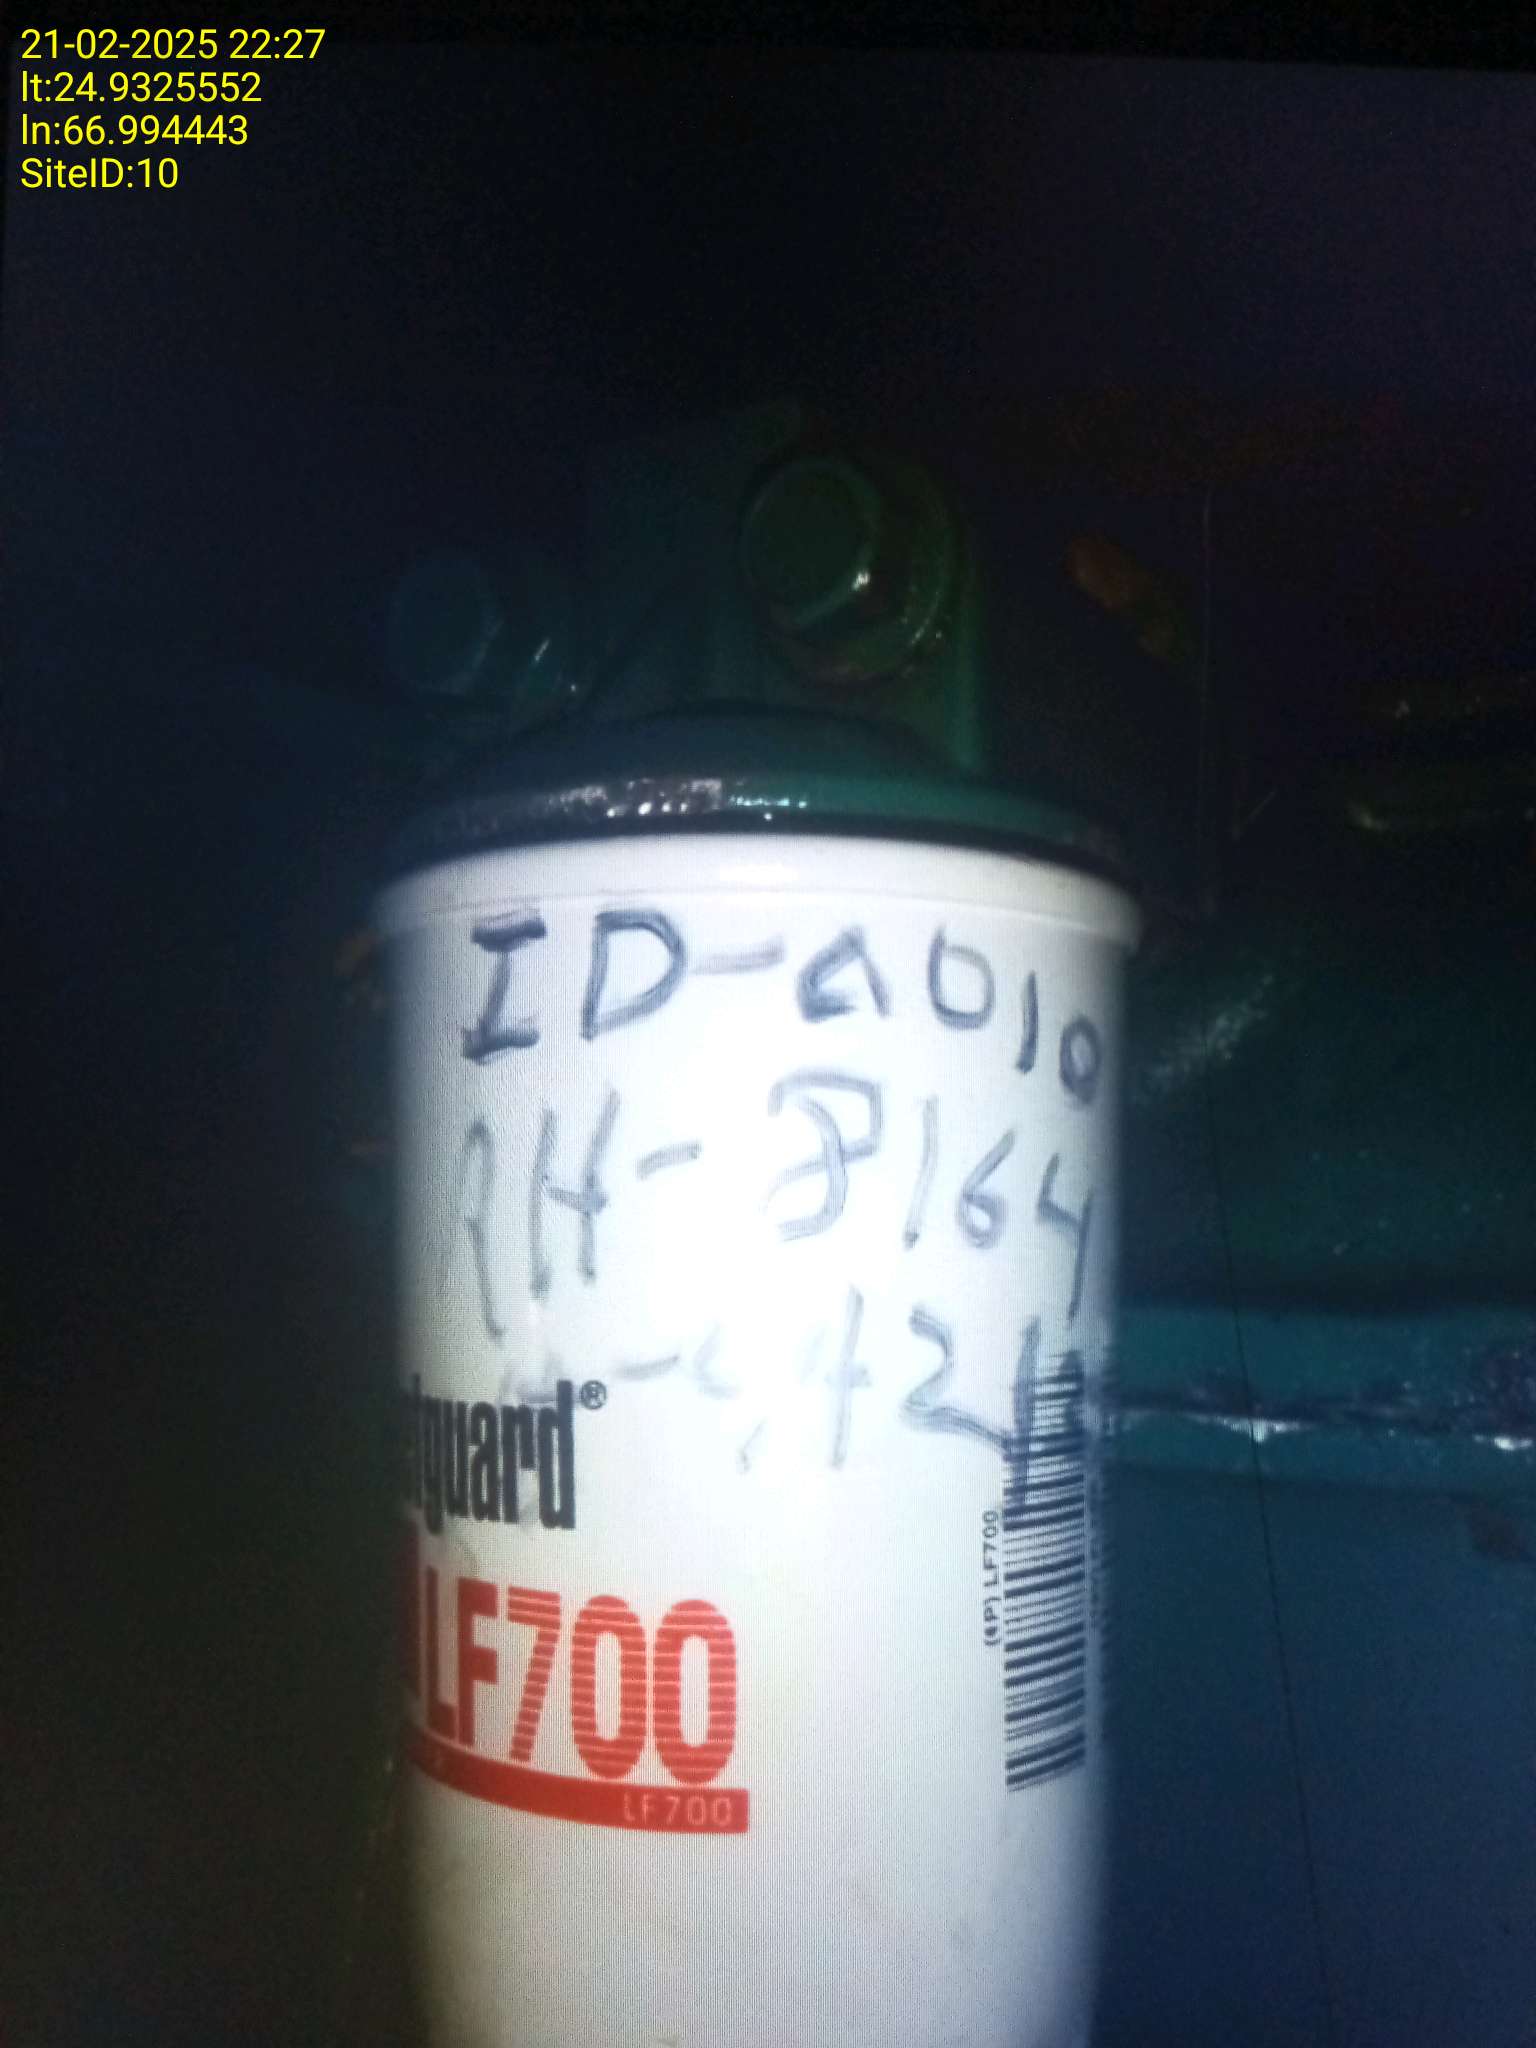 21-02-2025 22:27
lt:24.9325552
ln:66.994443
SiteID:10
ID-a010
RH-8164
guard®
LF700
LF700
(4P) LF700